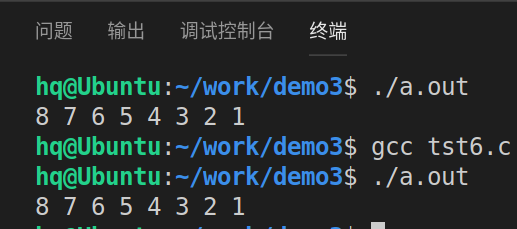 问题 输出 调试控制台 终端
hq@Ubuntu:~/work/demo3$ ./a.out
8 7 6 5 4 3 2 1
hq@Ubuntu:~/work/demo3$ gcc tst6.c
hq@Ubuntu:~/work/demo3$ ./a.out
8 7 6 5 4 3 2 1